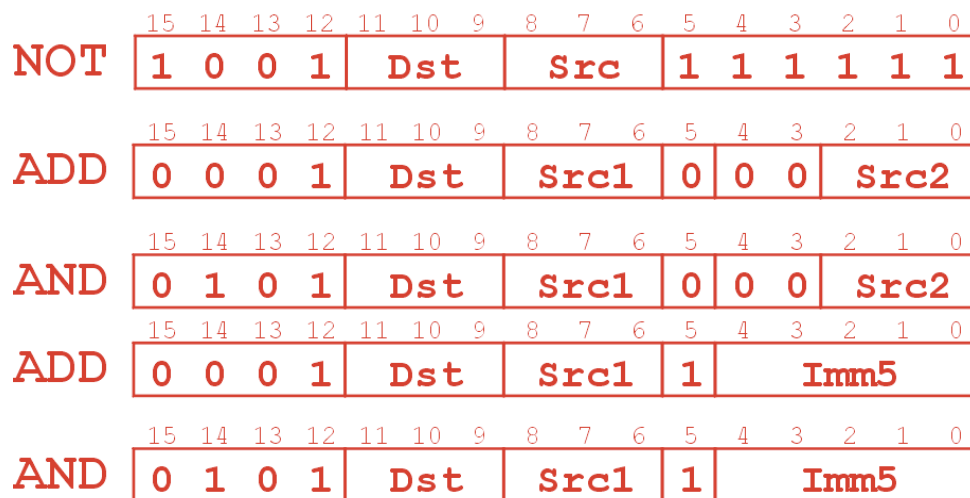 15 14 13 12 11 10 9 8 7 6 5 4 3 2 1 0
NOT 1 0 0 1 Dst Src 1 1 1 1 1 1
15 14 13 12 11 10 9 8 7 6 5 4 3 2 1 0
ADD 0 0 0 1 Dst Src1 0 0 0 Src2
15 14 13 12 11 10 9 8 7 6 5 4 3 2 1 0
AND 0 1 0 1 Dst Src1 0 0 0 Src2
15 14 13 12 11 10 9 8 7 6 5 4 3 2 1 0
ADD 0 0 0 1 Dst Src1 1 Imm5
15 14 13 12 11 10 9 8 7 6 5 4 3 2 1 0
AND 0 1 0 1 Dst Src1 1 Imm5